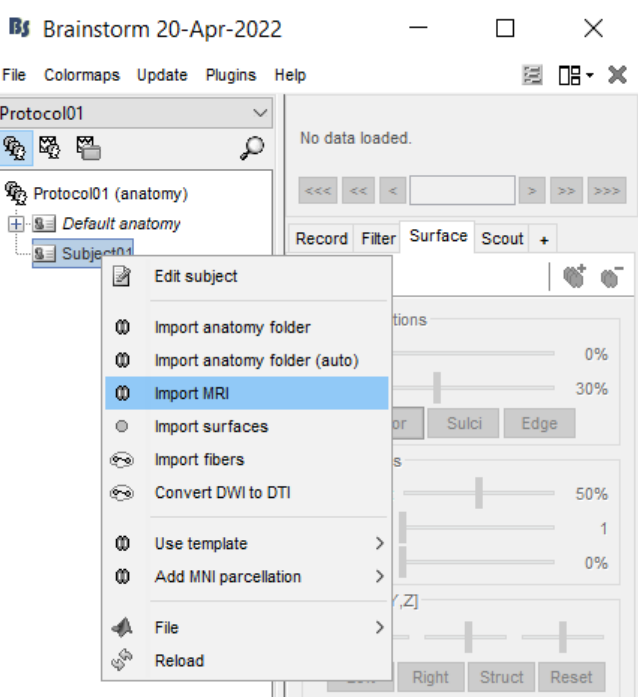 BS Brainstorm 20-Apr-2022
File Colormaps Update Plugins Help
Protocol01
No data loaded.
<<< << < > >> >>>
Protocol01 (anatomy)
Default anatomy
Subject01
Record Filter Surface Scout +
Edit subject
Import anatomy folder
Import anatomy folder (auto)
Import MRI
Import surfaces
Import fibers
Convert DWI to DTI
Use template >
Add MNI parcellation >
File >
Reload
0%
30%
Sulci Edge
50%
1
0%
Y,Z]
Right Struct Reset